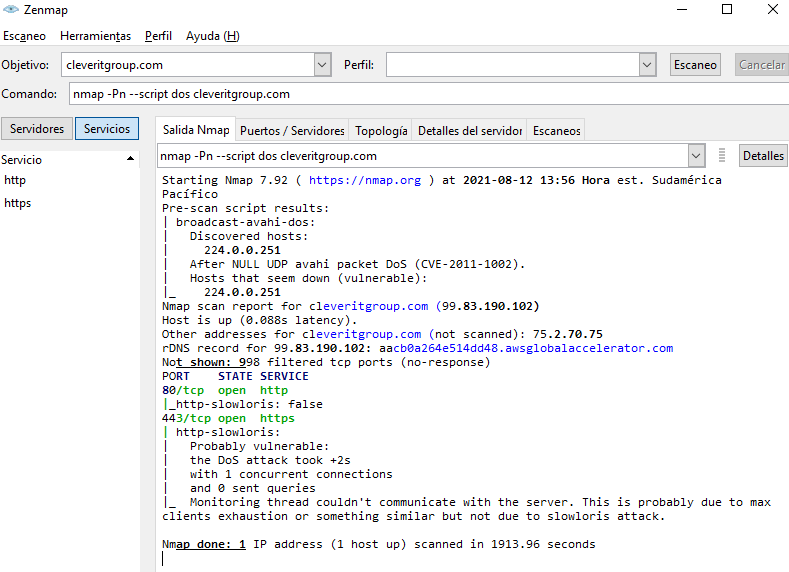 Zenmap
Escaneo Herramientas Perfil Ayuda (H)
Objetivo: cleveritgroup.com Perfil: Escaneo Cancelar
Comando: nmap -Pn --script dos cleveritgroup.com
Servidores Servicios Salida Nmap Puertos / Servidores Topología Detalles del servidor Escaneos
Servicio
http
https
nmap -Pn --script dos cleveritgroup.com Detalles
Starting Nmap 7.92 ( https://nmap.org ) at 2021-08-12 13:56 Hora est. Sudamérica
Pacífico
Pre-scan script results:
| broadcast-avahi-dos:
|   Discovered hosts:
|     224.0.0.251
|   After NULL UDP avahi packet DoS (CVE-2011-1002).
|   Hosts that seem down (vulnerable):
|_    224.0.0.251
Nmap scan report for cleveritgroup.com (99.83.190.102)
Host is up (0.088s latency).
Other addresses for cleveritgroup.com (not scanned): 75.2.70.75
rDNS record for 99.83.190.102: aacb0a264e514dd48.awsglobalaccelerator.com
Not shown: 998 filtered tcp ports (no-response)
PORT    STATE SERVICE
80/tcp  open  http
|_http-slowloris: false
443/tcp open  https
| http-slowloris:
|   Probably vulnerable:
|   the DoS attack took +2s
|   with 1 concurrent connections
|   and 0 sent queries
|_  Monitoring thread couldn't communicate with the server. This is probably due to max
clients exhaustion or something similar but not due to slowloris attack.
Nmap done: 1 IP address (1 host up) scanned in 1913.96 seconds